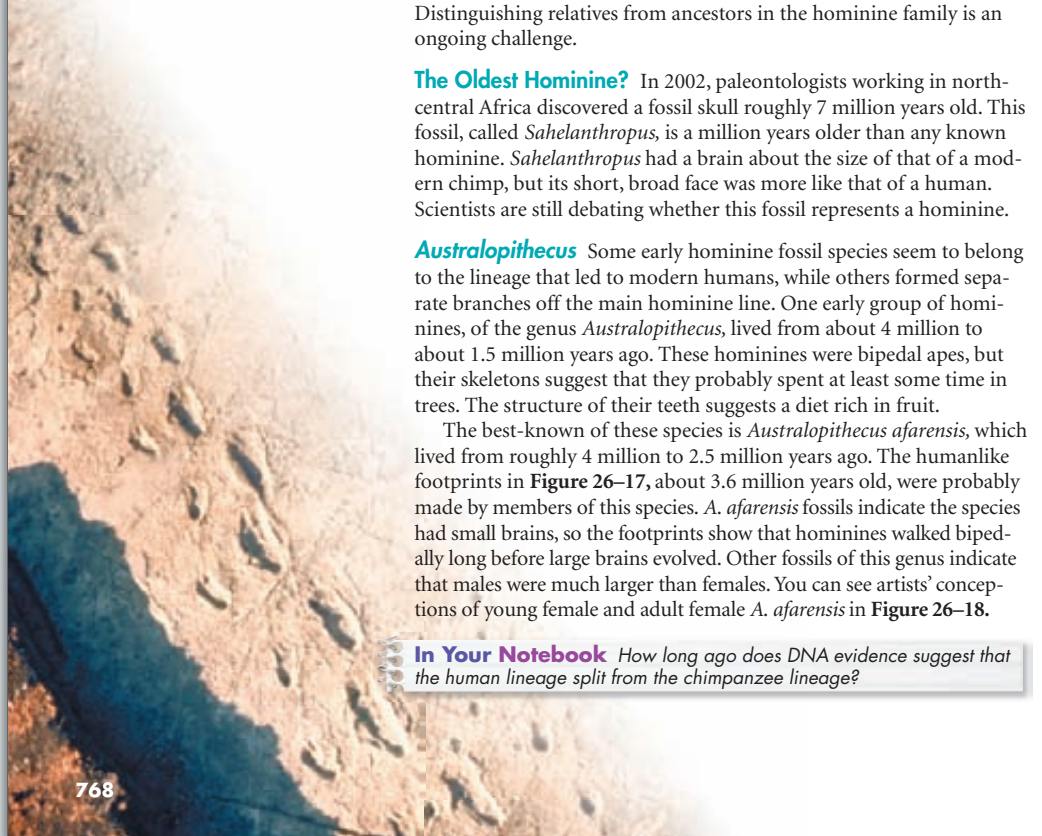 Distinguishing relatives from ancestors in the hominine family is an
ongoing challenge.
The Oldest Hominine? In 2002, paleontologists working in north-
central Africa discovered a fossil skull roughly 7 million years old. This
fossil, called Sahelanthropus, is a million years older than any known
hominine. Sahelanthropus had a brain about the size of that of a mod-
ern chimp, but its short, broad face was more like that of a human.
Scientists are still debating whether this fossil represents a hominine.
Australopithecus Some early hominine fossil species seem to belong
to the lineage that led to modern humans, while others formed sepa-
rate branches off the main hominine line. One early group of homi-
nines, of the genus Australopithecus, lived from about 4 million to
about 1.5 million years ago. These hominines were bipedal apes, but
their skeletons suggest that they probably spent at least some time in
trees. The structure of their teeth suggests a diet rich in fruit.
The best-known of these species is Australopithecus afarensis, which
lived from roughly 4 million to 2.5 million years ago. The humanlike
footprints in Figure 26–17, about 3.6 million years old, were probably
made by members of this species. A. afarensis fossils indicate the species
had small brains, so the footprints show that hominines walked biped-
ally long before large brains evolved. Other fossils of this genus indicate
that males were much larger than females. You can see artists' concep-
tions of young female and adult female A. afarensis in Figure 26–18.
In Your Notebook How long ago does DNA evidence suggest that
the human lineage split from the chimpanzee lineage?
768